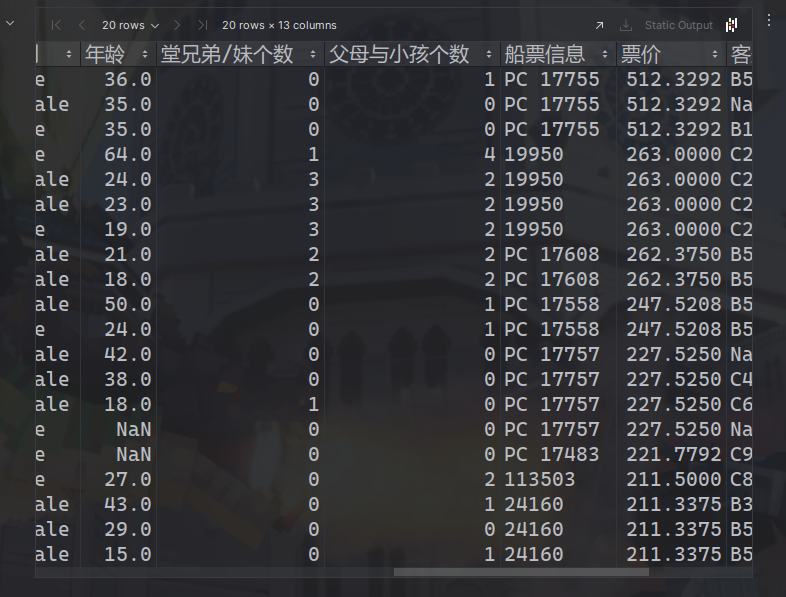 20 rows 20 rows × 13 columns Static Output
年龄 堂兄弟/妹个数 父母与小孩个数 船票信息 票价 客
e 36.0 0 1 PC 17755 512.3292 B5
ale 35.0 0 0 PC 17755 512.3292 Na
e 35.0 0 0 PC 17755 512.3292 B1
e 64.0 1 4 19950 263.0000 C2
ale 24.0 3 2 19950 263.0000 C2
ale 23.0 3 2 19950 263.0000 C2
e 19.0 3 2 19950 263.0000 C2
ale 21.0 2 2 PC 17608 262.3750 B5
ale 18.0 2 2 PC 17608 262.3750 B5
ale 50.0 0 1 PC 17558 247.5208 B5
e 24.0 0 1 PC 17558 247.5208 B5
ale 42.0 0 0 PC 17757 227.5250 Na
ale 38.0 0 0 PC 17757 227.5250 C4
ale 18.0 1 0 PC 17757 227.5250 C6
e NaN 0 0 PC 17757 227.5250 Na
e NaN 0 0 PC 17483 221.7792 C9
e 27.0 0 2 113503 211.5000 C8
ale 43.0 0 1 24160 211.3375 B3
ale 29.0 0 0 24160 211.3375 B5
ale 15.0 0 1 24160 211.3375 B5